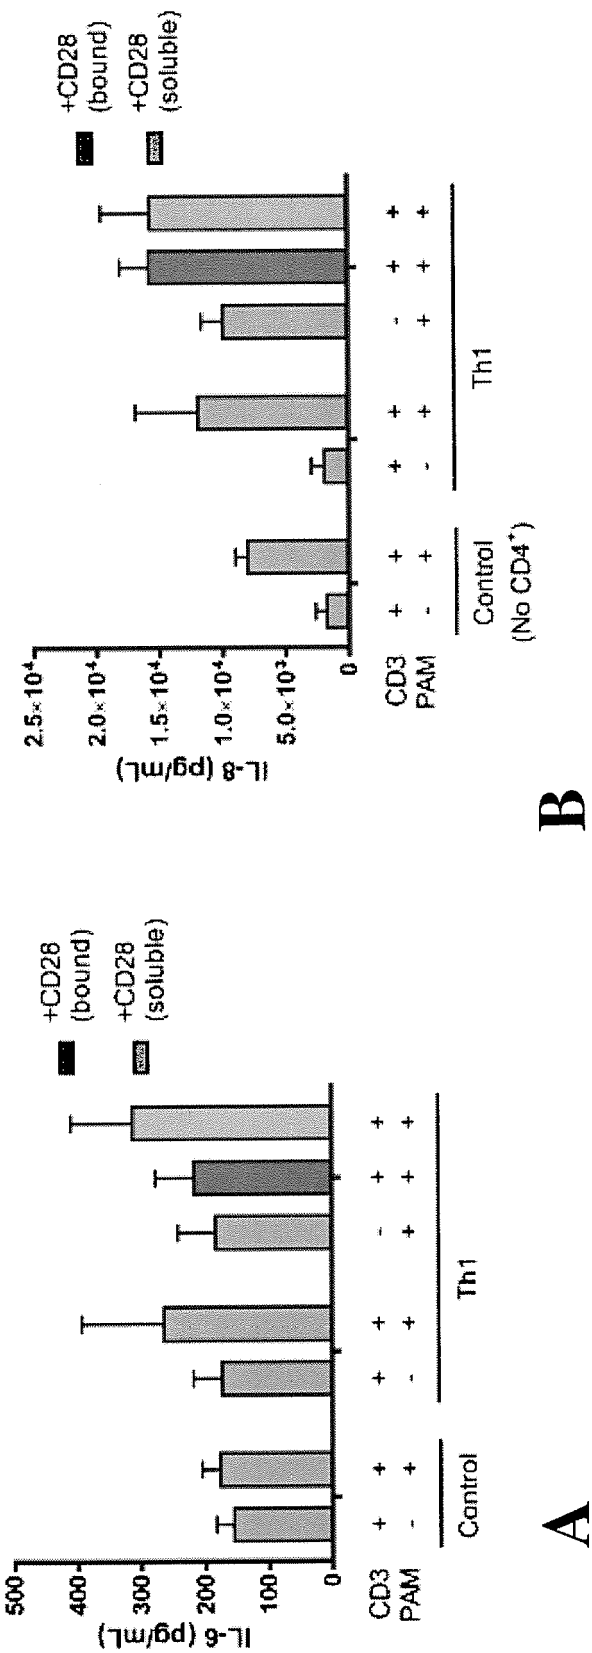 +CD28
(bound)
+CD28
(soluble)
IL-6 (pg/mL)
500
400
300
200
100
0
CD3 + + + + - + +
PAM - + - + + + +
Control Th1
A
+CD28
(bound)
+CD28
(soluble)
IL-8 (pg/mL)
2.5×10⁴
2.0×10⁴
1.5×10⁴
1.0×10⁴
5.0×10³
0
CD3 + + + + - + +
PAM - + - + + + +
Control Th1
(No CD4⁺)
B